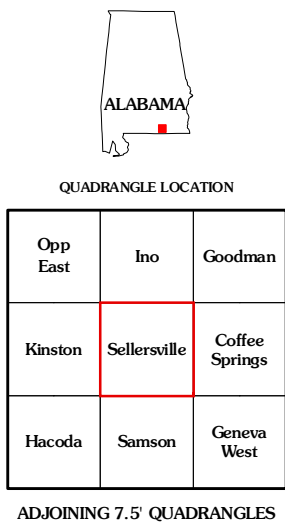 ALABAMA
QUADRANGLE LOCATION
Opp
East
Ino
Goodman
Kinston
Sellersville
Coffee
Springs
Hacoda
Samson
Geneva
West
ADJOINING 7.5' QUADRANGLES